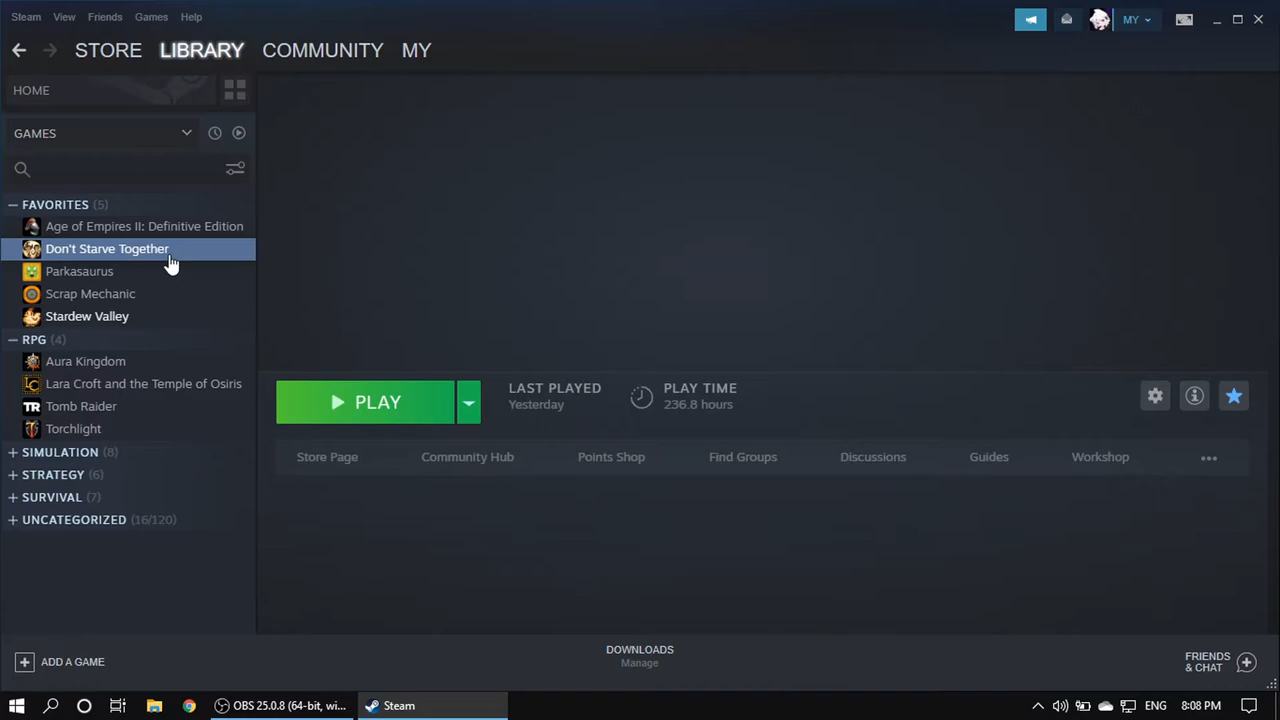 Steam View Friends Games Help
MY
STORE LIBRARY COMMUNITY MY
HOME
GAMES
FAVORITES (5)
Age of Empires II: Definitive Edition
Don't Starve Together
Parkasaurus
Scrap Mechanic
Stardew Valley
RPG (4)
Aura Kingdom
LC Lara Croft and the Temple of Osiris
TR Tomb Raider
Torchlight
SIMULATION (8)
STRATEGY (6)
SURVIVAL (7)
UNCATEGORIZED (16/120)
PLAY
LAST PLAYED
Yesterday
PLAY TIME
236.8 hours
Store Page Community Hub Points Shop Find Groups Discussions Guides Workshop
ADD A GAME
DOWNLOADS
Manage
FRIENDS
& CHAT
OBS 25.0.8 (64-bit, wi... Steam ENG 8:08 PM